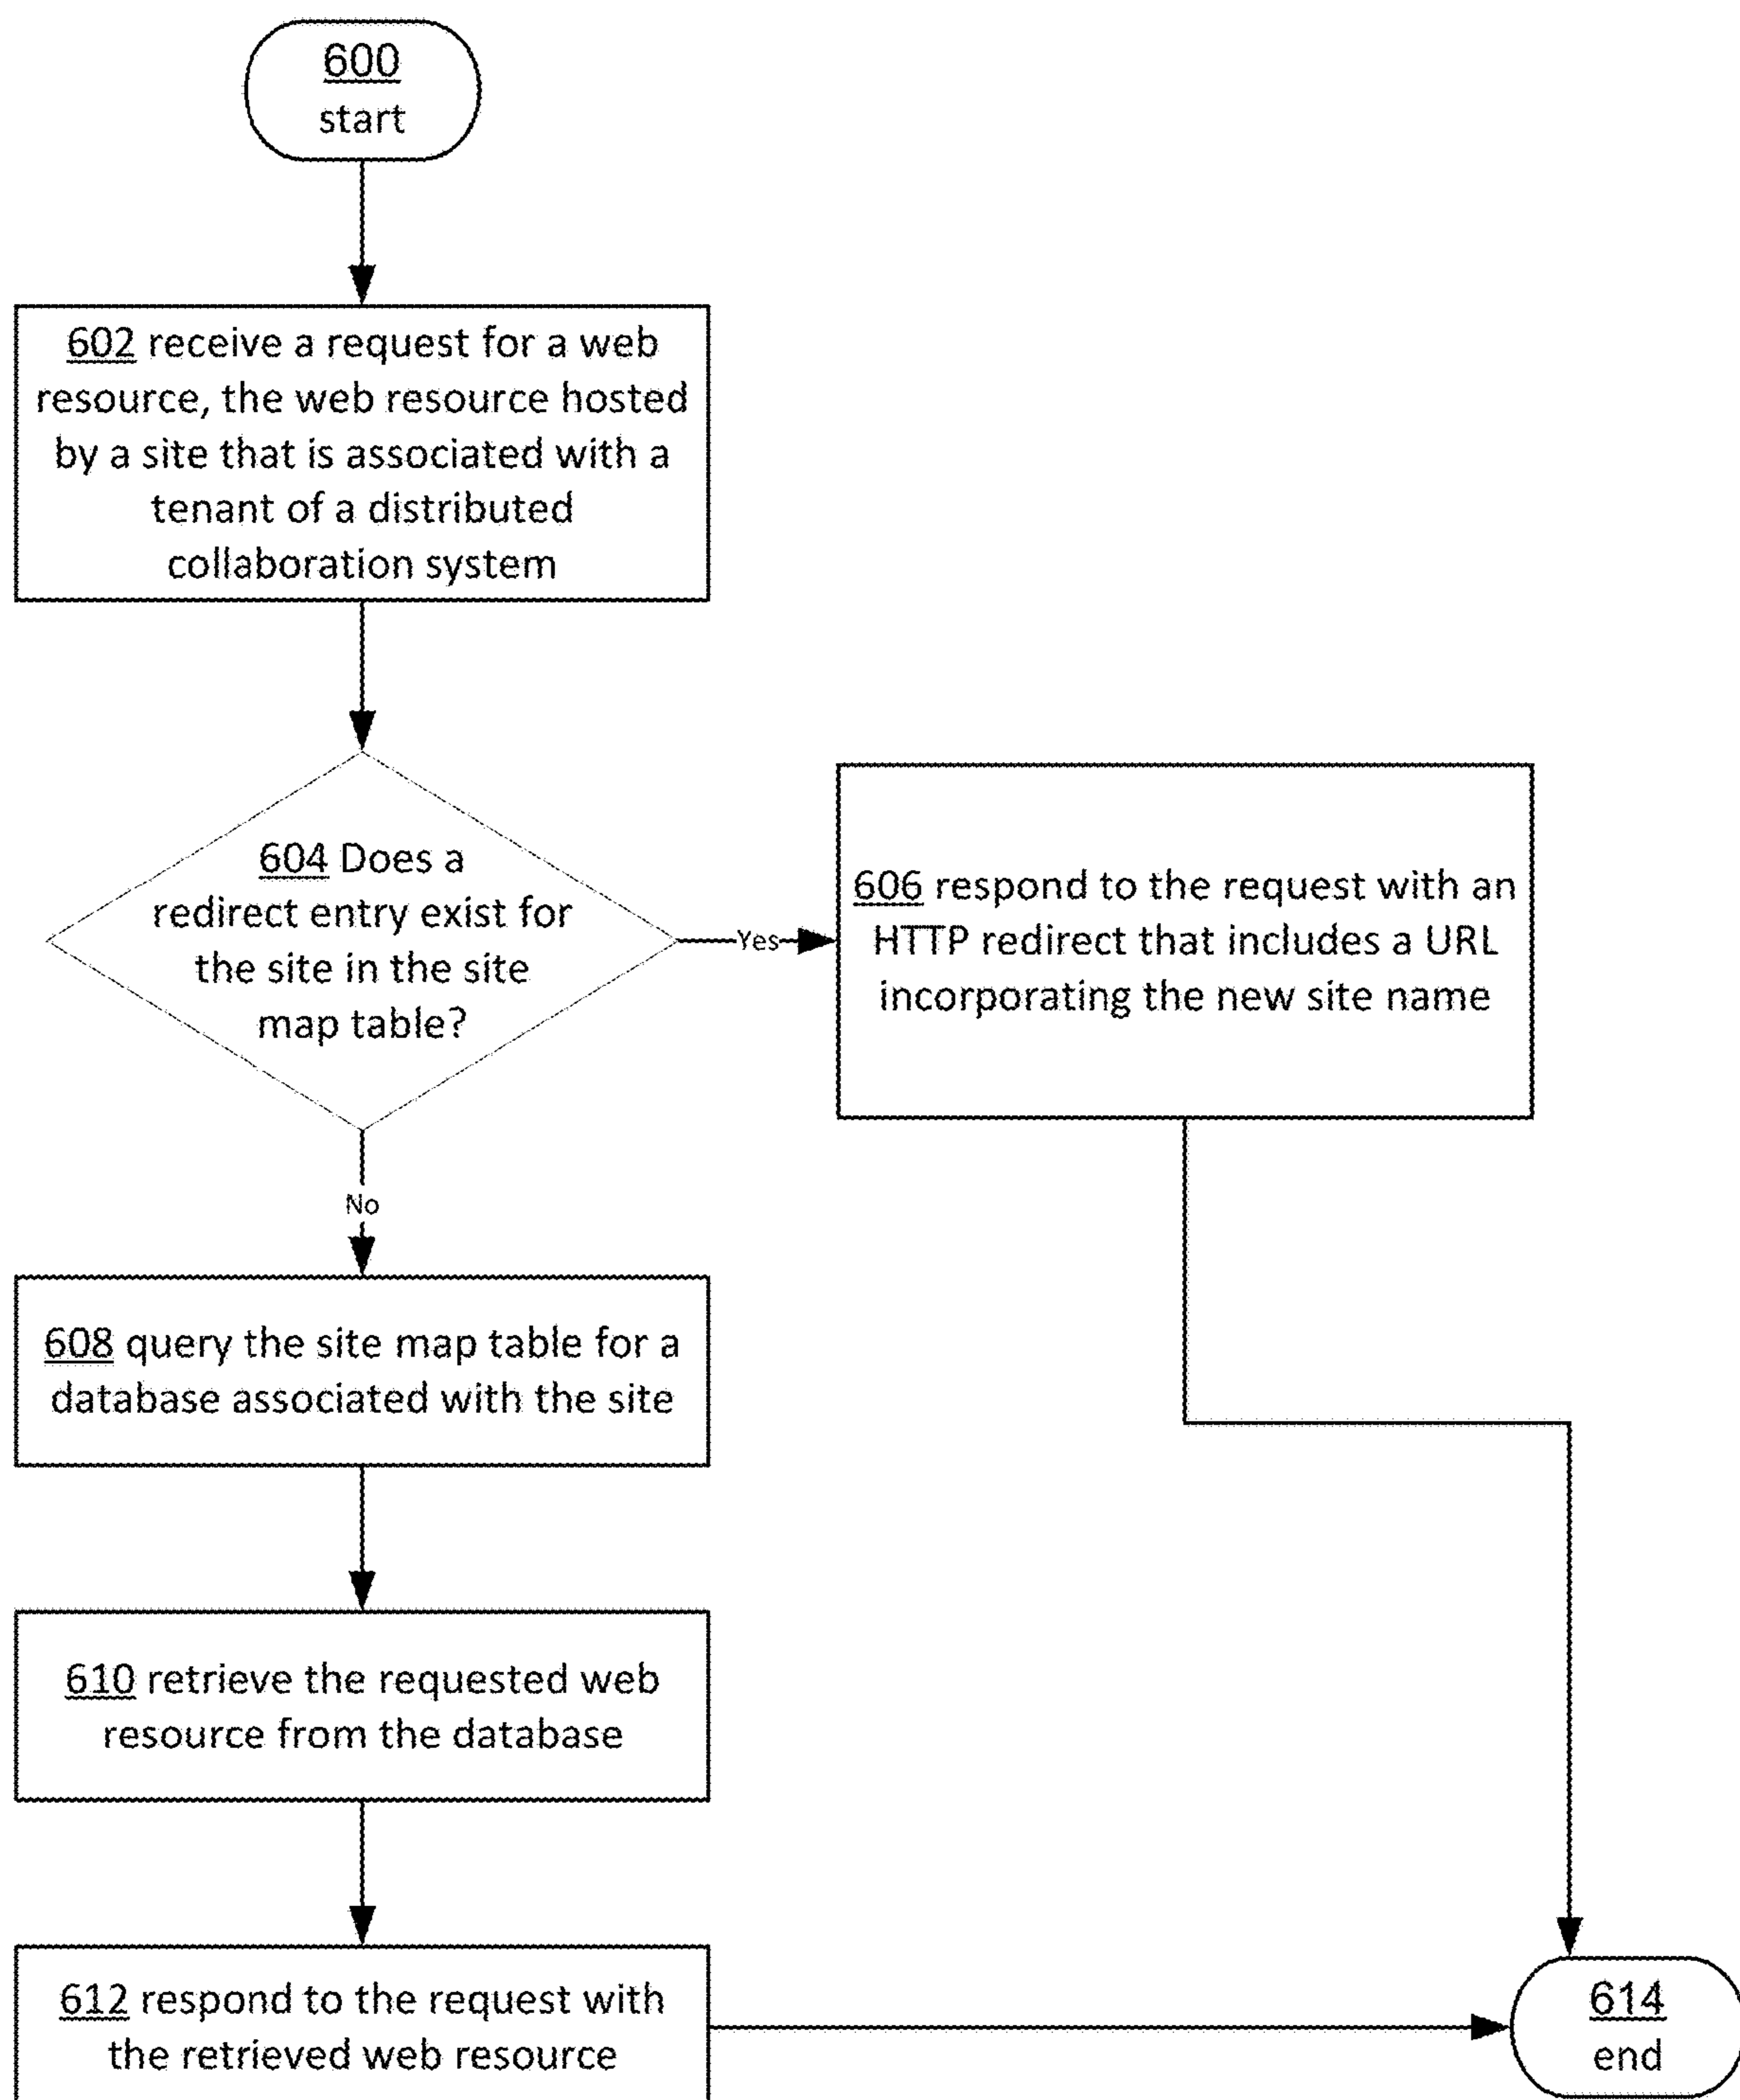 600
start
602 receive a request for a web
resource, the web resource hosted
by a site that is associated with a
tenant of a distributed
collaboration system
604 Does a
redirect entry exist for
the site in the site
map table?
Yes
606 respond to the request with an
HTTP redirect that includes a URL
incorporating the new site name
No
608 query the site map table for a
database associated with the site
610 retrieve the requested web
resource from the database
612 respond to the request with
the retrieved web resource
614
end